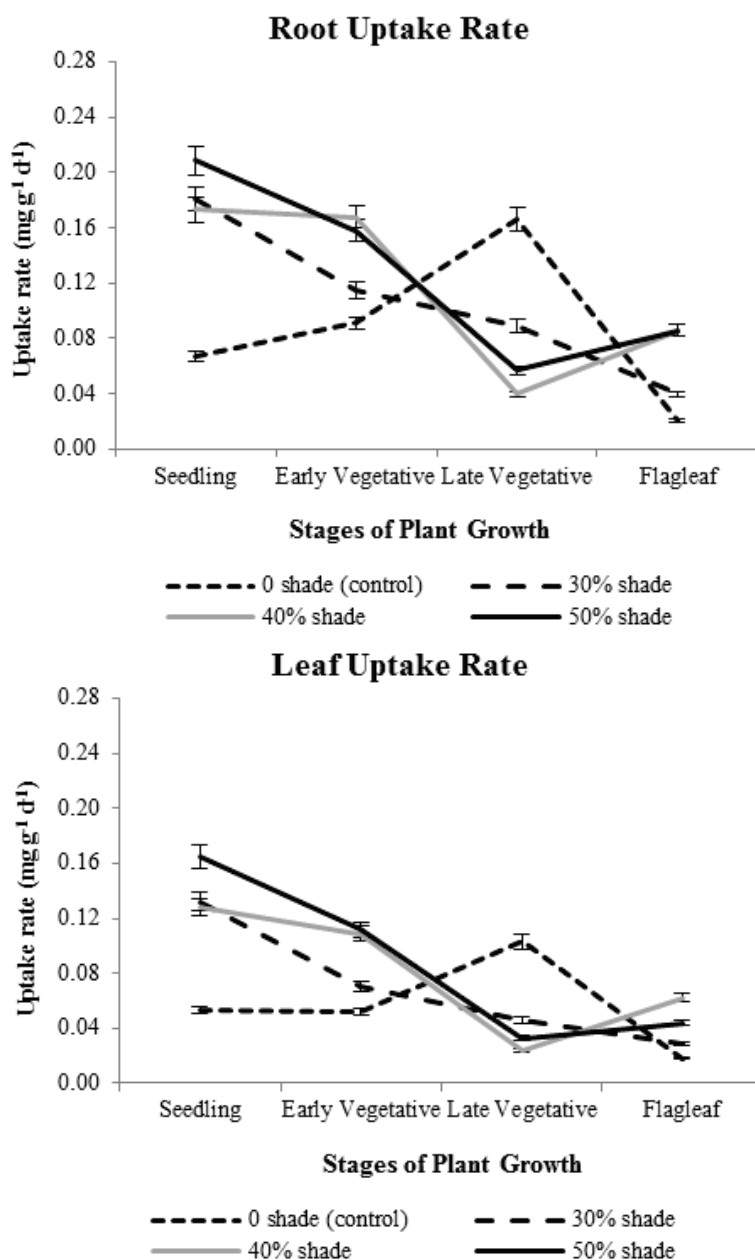 Root Uptake Rate
Uptake rate (mg g⁻¹ d⁻¹)
0.28
0.24
0.20
0.16
0.12
0.08
0.04
0.00
Seedling Early Vegetative Late Vegetative Flagleaf
Stages of Plant Growth
0 shade (control) 30% shade
40% shade 50% shade
Leaf Uptake Rate
Uptake rate (mg g⁻¹ d⁻¹)
0.28
0.24
0.20
0.16
0.12
0.08
0.04
0.00
Seedling Early Vegetative Late Vegetative Flagleaf
Stages of Plant Growth
0 shade (control) 30% shade
40% shade 50% shade